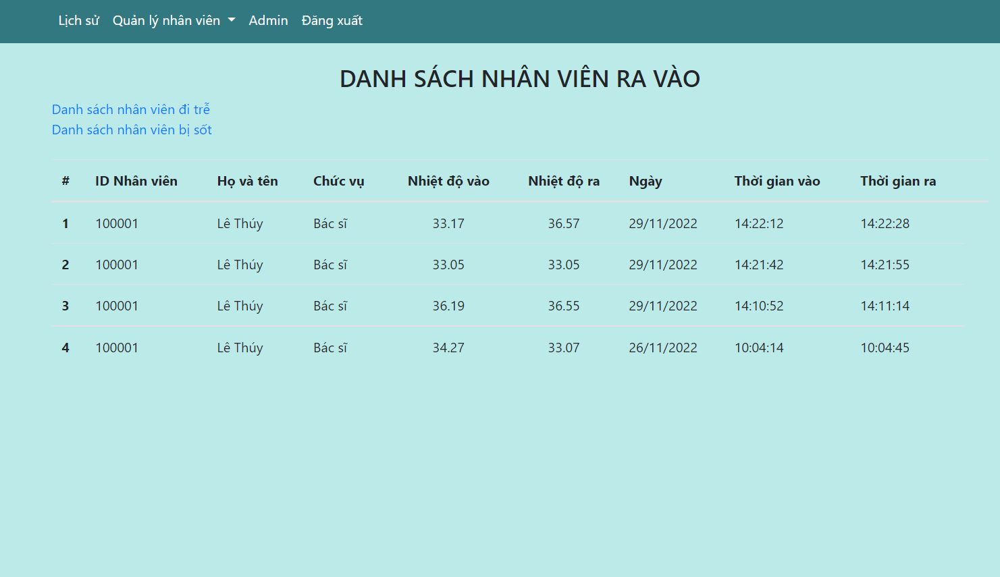 Lịch sử Quản lý nhân viên Admin Đăng xuất
DANH SÁCH NHÂN VIÊN RA VÀO
Danh sách nhân viên đi trễ
Danh sách nhân viên bị sốt
# ID Nhân viên Họ và tên Chức vụ Nhiệt độ vào Nhiệt độ ra Ngày Thời gian vào Thời gian ra
1 100001 Lê Thúy Bác sĩ 33.17 36.57 29/11/2022 14:22:12 14:22:28
2 100001 Lê Thúy Bác sĩ 33.05 33.05 29/11/2022 14:21:42 14:21:55
3 100001 Lê Thúy Bác sĩ 36.19 36.55 29/11/2022 14:10:52 14:11:14
4 100001 Lê Thúy Bác sĩ 34.27 33.07 26/11/2022 10:04:14 10:04:45